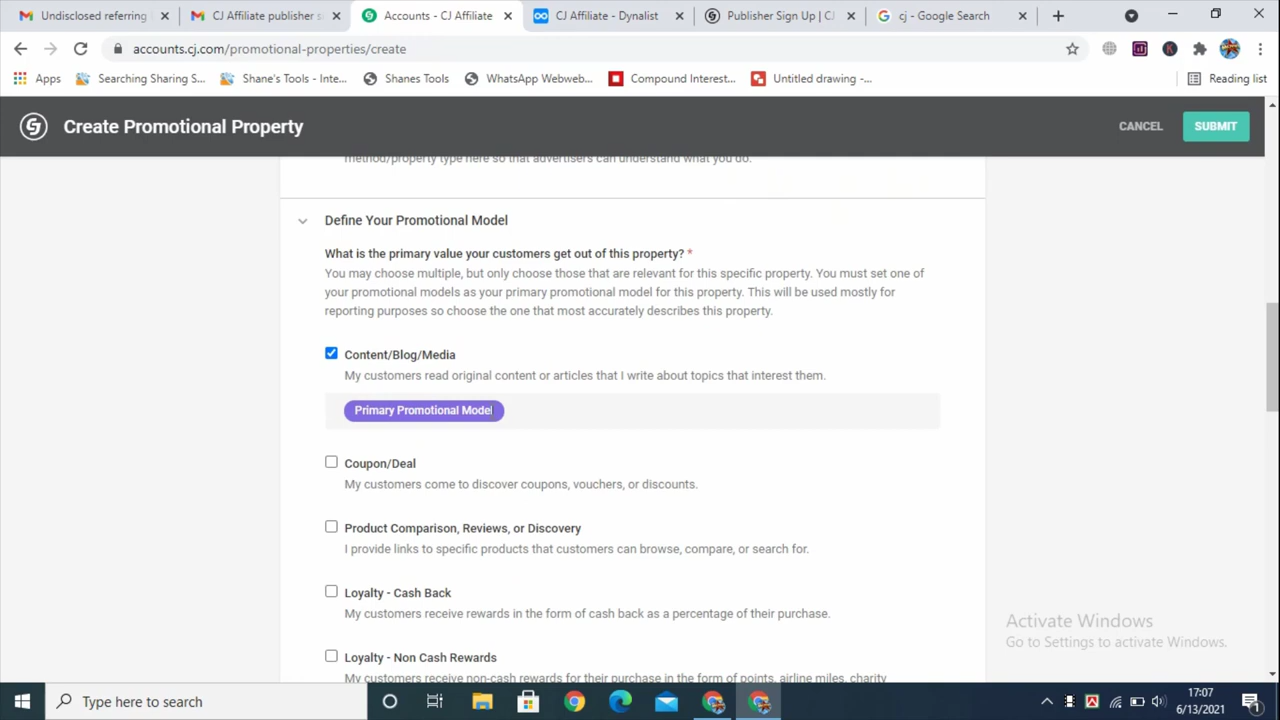 Undisclosed referring
CJ Affiliate publisher s
Accounts - CJ Affiliate
CJ Affiliate - Dynalist
Publisher Sign Up | CJ
cj - Google Search
accounts.cj.com/promotional-properties/create
Apps
Searching Sharing S...
Shane's Tools - Inte...
Shanes Tools
WhatsApp Webweb...
Compound Interest...
Untitled drawing -...
Reading list
Create Promotional Property
CANCEL
SUBMIT
method/property type here so that advertisers can understand what you do.
Define Your Promotional Model
What is the primary value your customers get out of this property? *
You may choose multiple, but only choose those that are relevant for this specific property. You must set one of
your promotional models as your primary promotional model for this property. This will be used mostly for
reporting purposes so choose the one that most accurately describes this property.
Content/Blog/Media
My customers read original content or articles that I write about topics that interest them.
Primary Promotional Model
Coupon/Deal
My customers come to discover coupons, vouchers, or discounts.
Product Comparison, Reviews, or Discovery
I provide links to specific products that customers can browse, compare, or search for.
Loyalty - Cash Back
My customers receive rewards in the form of cash back as a percentage of their purchase.
Loyalty - Non Cash Rewards
My customers receive non-cash rewards for their purchase in the form of points, airline miles, charity
Activate Windows
Go to Settings to activate Windows.
Type here to search
17:07
6/13/2021
1